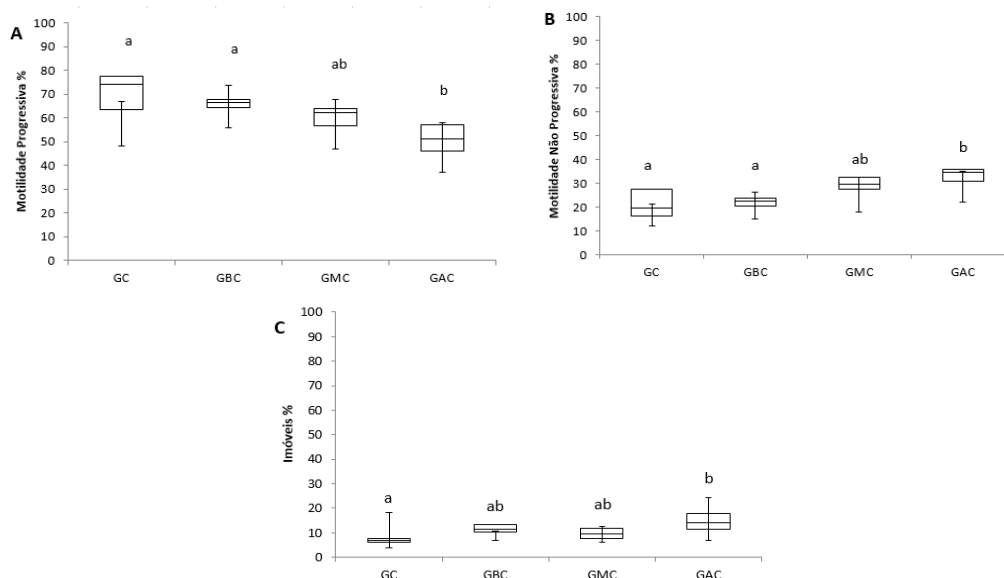 A
Motilidade Progressiva %
100
90
80
70
60
50
40
30
20
10
0
a
a
ab
b
GC
GBC
GMC
GAC
B
Motilidade Não Progressiva %
100
90
80
70
60
50
40
30
20
10
0
a
a
ab
b
GC
GBC
GMC
GAC
C
Imóveis %
100
90
80
70
60
50
40
30
20
10
0
a
ab
ab
b
GC
GBC
GMC
GAC